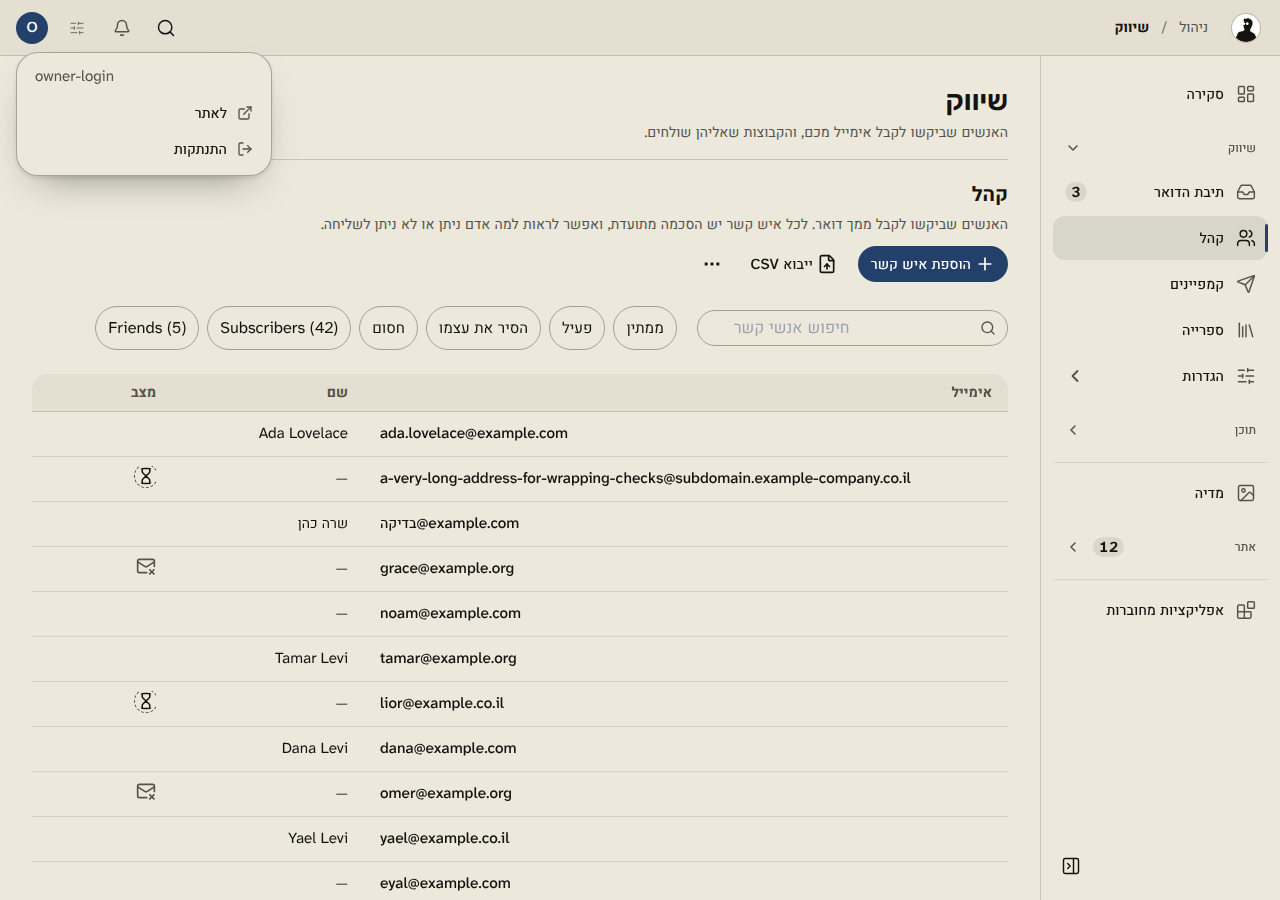 ניהול / שיווק
O
owner-login
לאתר
התנתקות
סקירה
שיווק
תיבת הדואר 3
קהל
קמפיינים
ספרייה
הגדרות
תוכן
מדיה
אתר 12
אפליקציות מחוברות
שיווק
האנשים שביקשו לקבל אימייל מכם, והקבוצות שאליהן שולחים.
קהל
האנשים שביקשו לקבל ממך דואר. לכל איש קשר יש הסכמה מתועדת, ואפשר לראות למה אדם ניתן או לא ניתן לשליחה.
הוספת איש קשר ייבוא CSV
חיפוש אנשי קשר ממתין פעיל הסיר את עצמו חסום Subscribers (42) Friends (5)
אימייל שם מצב
ada.lovelace@example.com Ada Lovelace
a-very-long-address-for-wrapping-checks@subdomain.example-company.co.il —
בדיקה@example.com שרה כהן
grace@example.org —
noam@example.com —
tamar@example.org Tamar Levi
lior@example.co.il —
dana@example.com Dana Levi
omer@example.org —
yael@example.co.il Yael Levi
eyal@example.com —